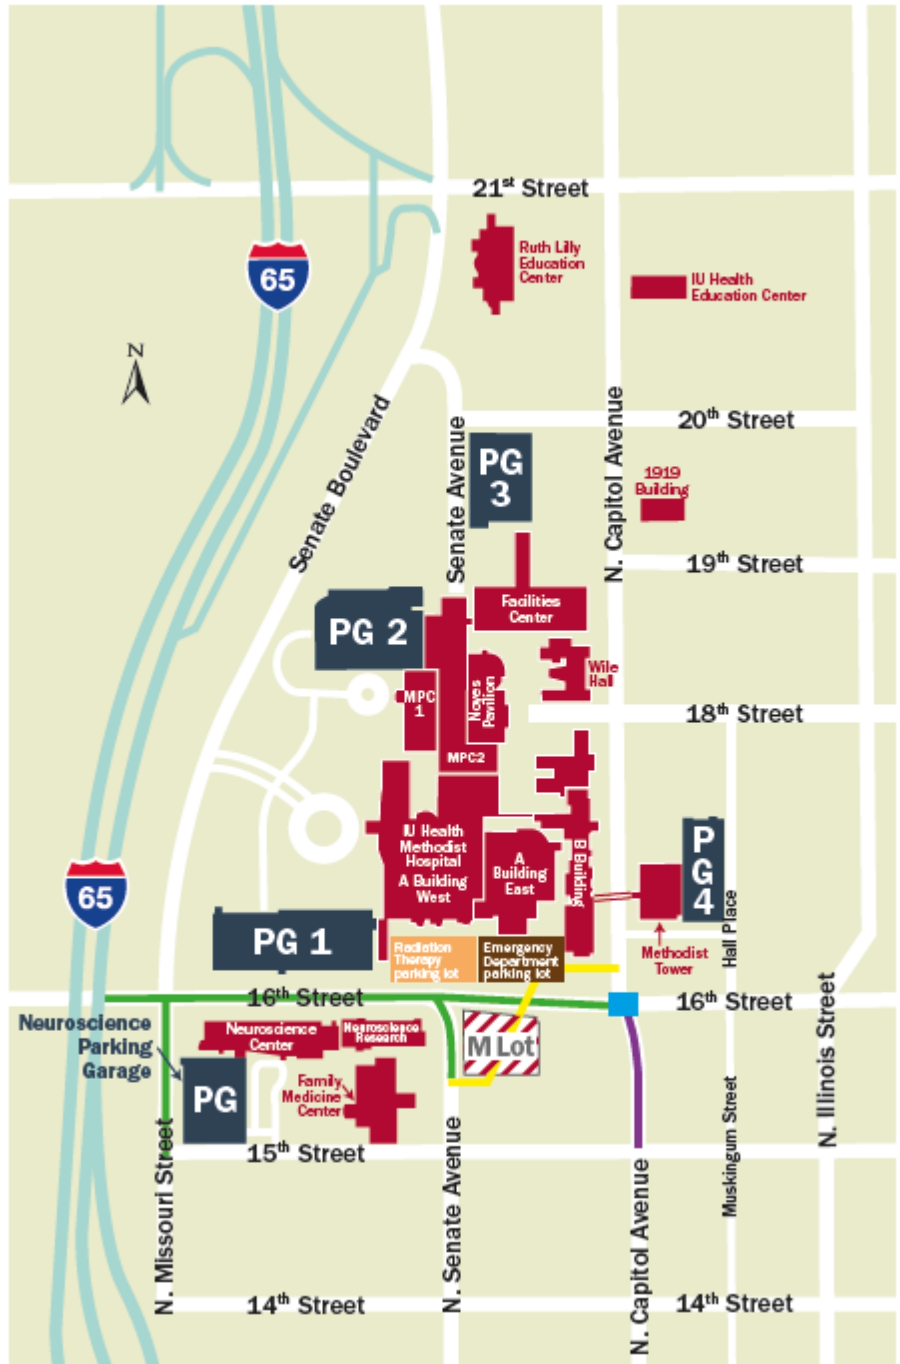 21st Street
Ruth Lilly
Education
Center
IU Health
Education Center
65
N
Senate Boulevard
Senate Avenue
N. Capitol Avenue
20th Street
PG
3
1919
Building
19th Street
Facilities
Center
PG 2
Wile
Hall
MPC
1
Noyes
Pavilion
18th Street
MPC2
IU Health
Methodist
Hospital
A Building
West
A
Building
East
B Building
P
G
4
65
Hall Place
PG 1
Radiation
Therapy
parking lot
Emergency
Department
parking lot
Methodist
Tower
16th Street
16th Street
Neuroscience
Parking
Garage
Neuroscience
Center
Neuroscience
Research
M Lot
PG
Family
Medicine
Center
N. Illinois Street
Muskingum Street
15th Street
N. Missouri Street
N. Senate Avenue
N. Capitol Avenue
14th Street
14th Street